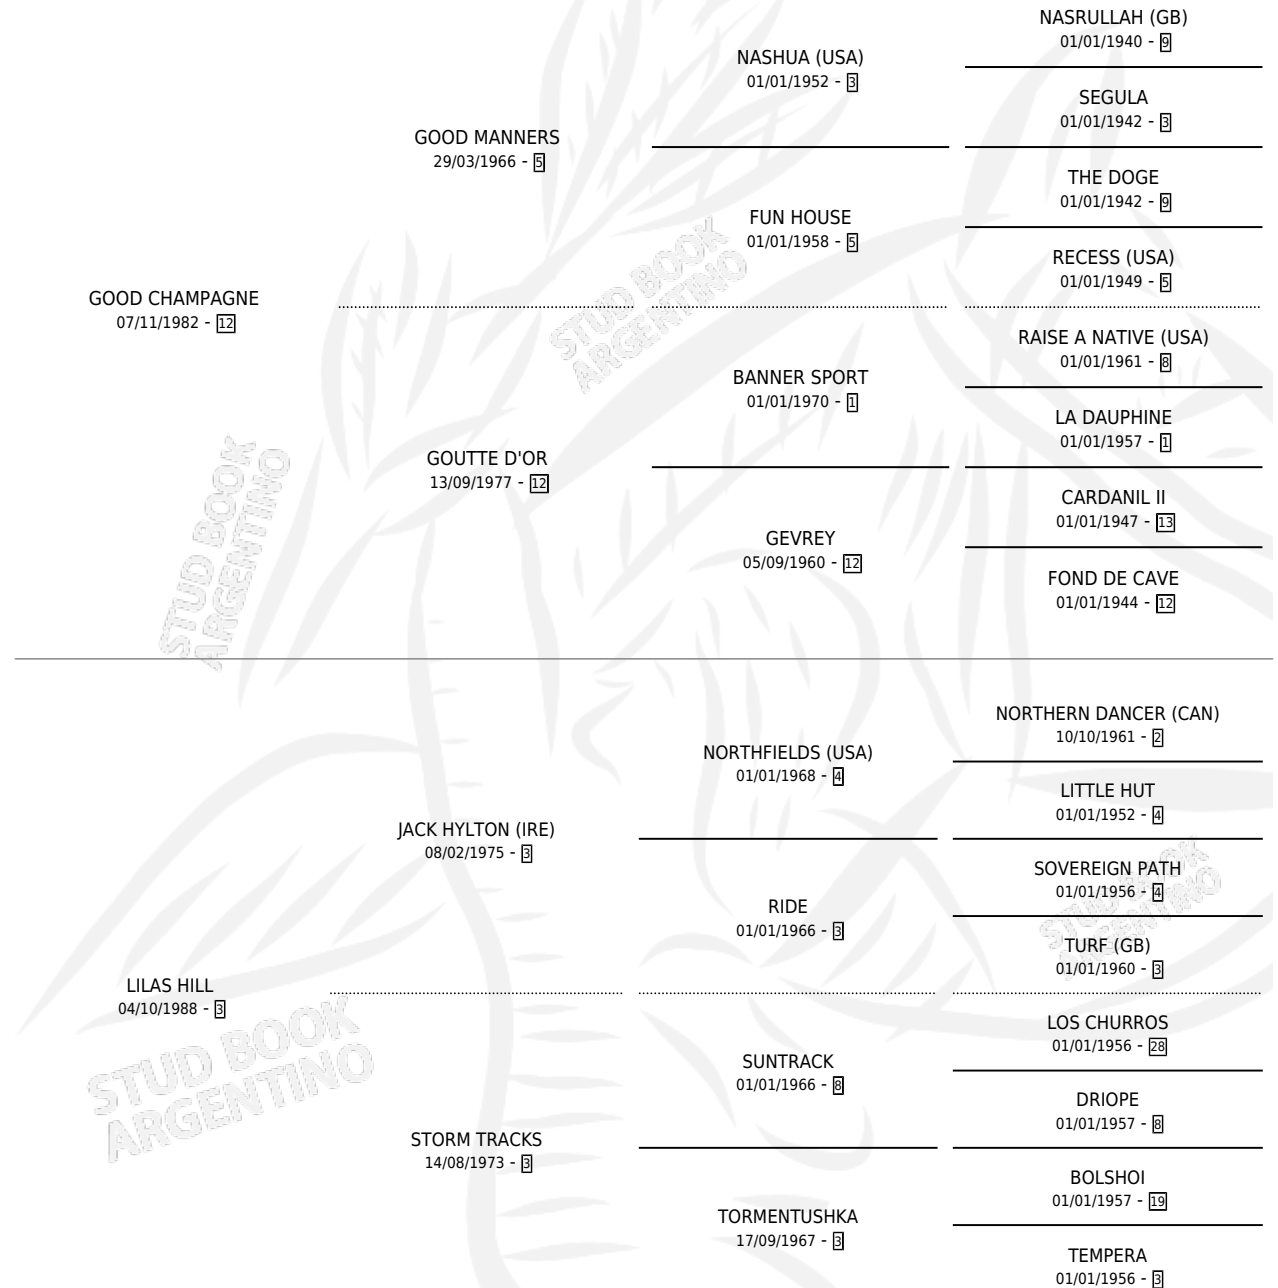 NASRULLAH (GB)
01/01/1940 - 9
NASHUA (USA)
01/01/1952 - 3
SEGULA
01/01/1942 - 3
GOOD MANNERS
29/03/1966 - 5
THE DOGE
01/01/1942 - 9
FUN HOUSE
01/01/1958 - 5
RECESS (USA)
01/01/1949 - 5
GOOD CHAMPAGNE
07/11/1982 - 12
STUD BOOK
ARGENTINO
RAISE A NATIVE (USA)
01/01/1961 - 8
BANNER SPORT
01/01/1970 - 1
LA DAUPHINE
01/01/1957 - 1
GOUTTE D'OR
13/09/1977 - 12
CARDANIL II
01/01/1947 - 13
GEVREY
05/09/1960 - 12
FOND DE CAVE
01/01/1944 - 12
STUD BOOK
ARGENTINO
NORTHERN DANCER (CAN)
10/10/1961 - 2
NORTHFIELDS (USA)
01/01/1968 - 4
LITTLE HUT
01/01/1952 - 4
JACK HYLTON (IRE)
08/02/1975 - 3
SOVEREIGN PATH
01/01/1956 - 4
STUD BOOK
ARGENTINO
RIDE
01/01/1966 - 3
TURF (GB)
01/01/1960 - 3
LILAS HILL
04/10/1988 - 3
STUD BOOK
ARGENTINO
LOS CHURROS
01/01/1956 - 28
SUNTRACK
01/01/1966 - 8
DRIOPE
01/01/1957 - 8
STORM TRACKS
14/08/1973 - 3
BOLSHOI
01/01/1957 - 19
TORMENTUSHKA
17/09/1967 - 3
TEMPERA
01/01/1956 - 3